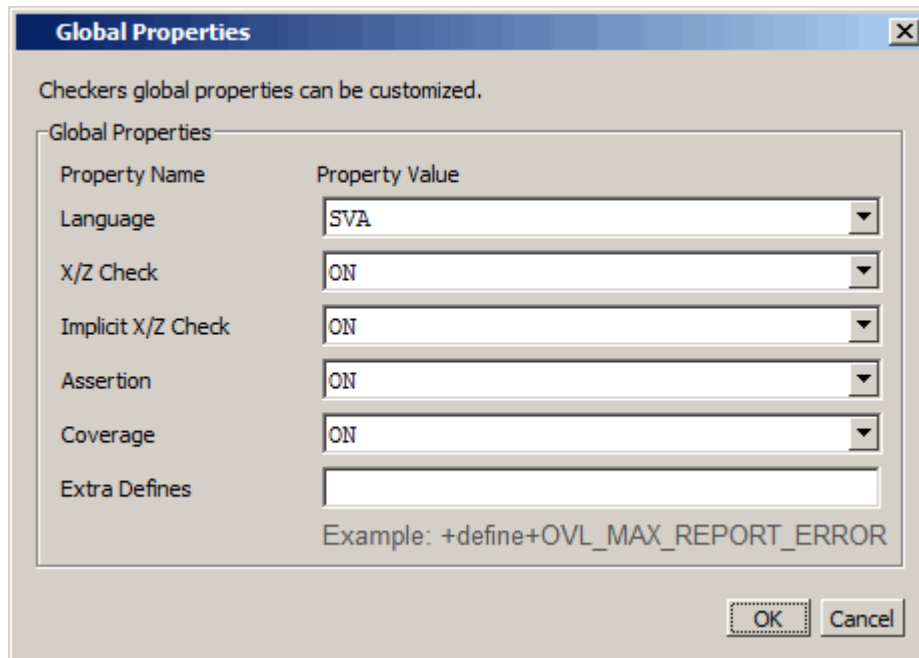 Global Properties
Checkers global properties can be customized.
Global Properties
Property Name Property Value
Language SVA
X/Z Check ON
Implicit X/Z Check ON
Assertion ON
Coverage ON
Extra Defines
Example: +define+OVL_MAX_REPORT_ERROR
OK Cancel